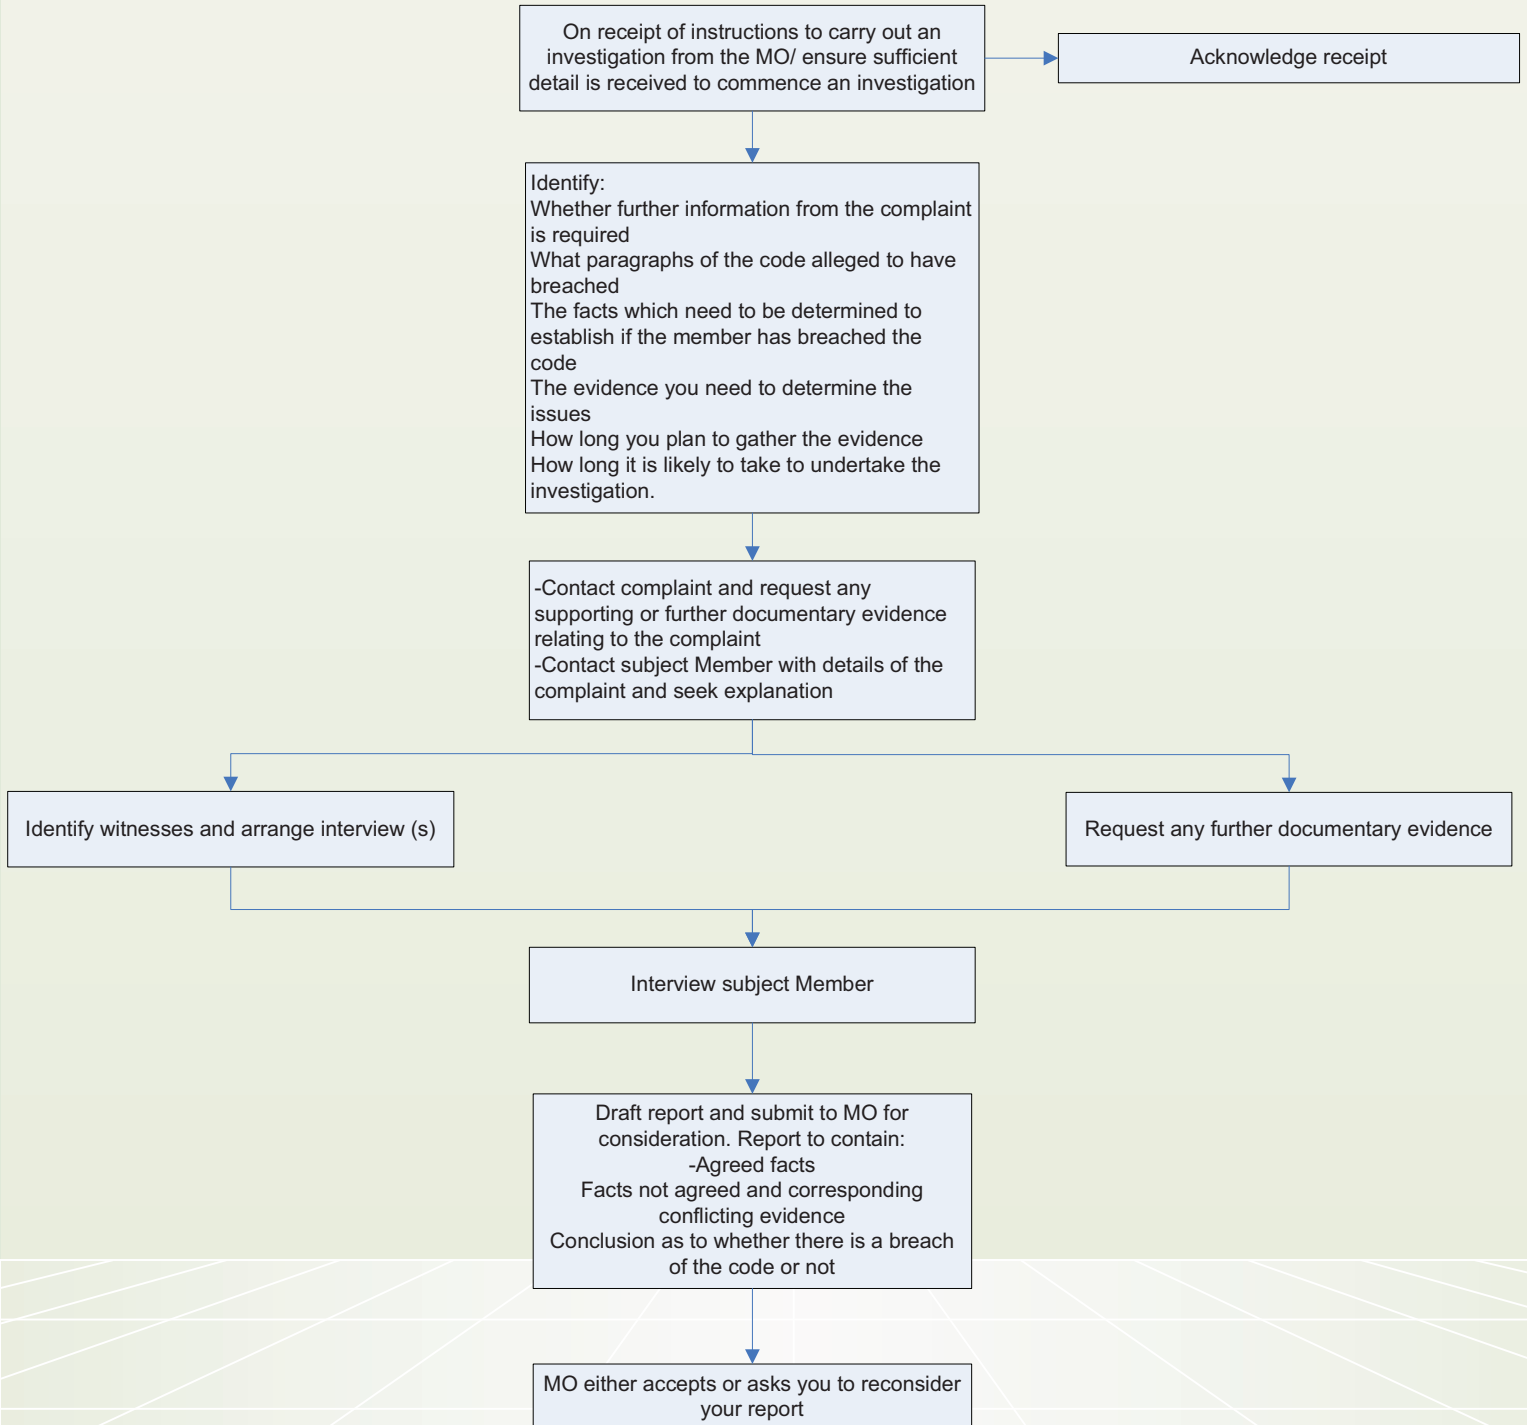 On receipt of instructions to carry out an
investigation from the MO/ ensure sufficient
detail is received to commence an investigation
Acknowledge receipt
Identify:
Whether further information from the complaint
is required
What paragraphs of the code alleged to have
breached
The facts which need to be determined to
establish if the member has breached the
code
The evidence you need to determine the
issues
How long you plan to gather the evidence
How long it is likely to take to undertake the
investigation.
-Contact complaint and request any
supporting or further documentary evidence
relating to the complaint
-Contact subject Member with details of the
complaint and seek explanation
Identify witnesses and arrange interview (s)
Request any further documentary evidence
Interview subject Member
Draft report and submit to MO for
consideration. Report to contain:
-Agreed facts
Facts not agreed and corresponding
conflicting evidence
Conclusion as to whether there is a breach
of the code or not
MO either accepts or asks you to reconsider
your report